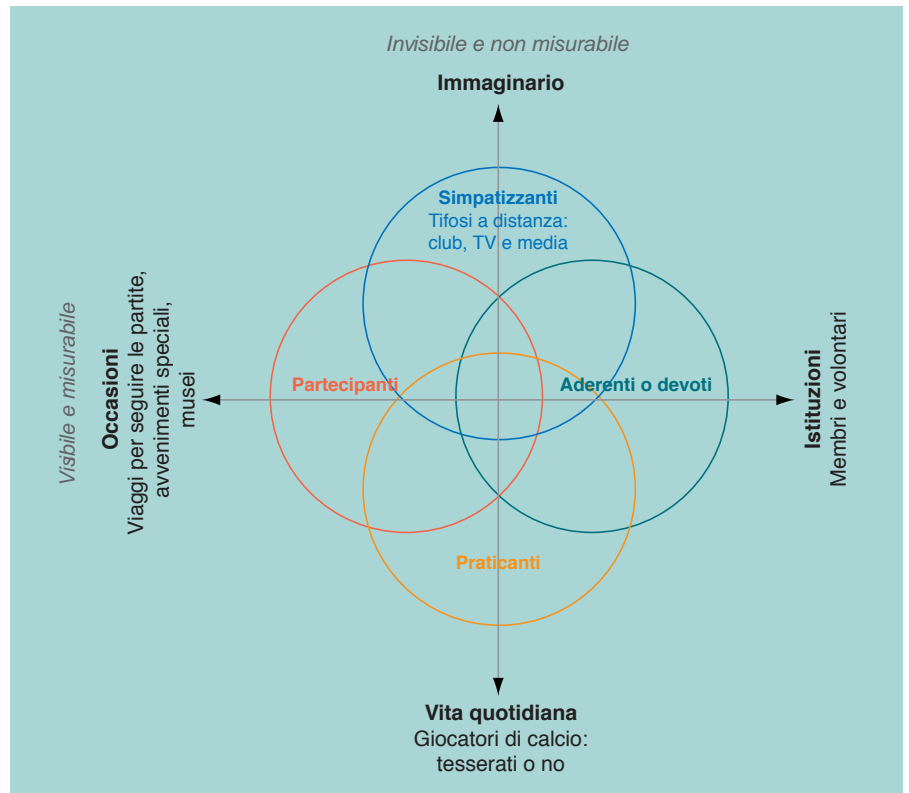 Invisibile e non misurabile
Immaginario
Simpatizzanti
Tifosi a distanza:
club, TV e media
Visibile e misurabile
Occasioni
Viaggi per seguire le partite,
avvenimenti speciali,
musei
Partecipanti
Aderenti o devoti
Istituzioni
Membri e volontari
Praticanti
Vita quotidiana
Giocatori di calcio:
tesserati o no